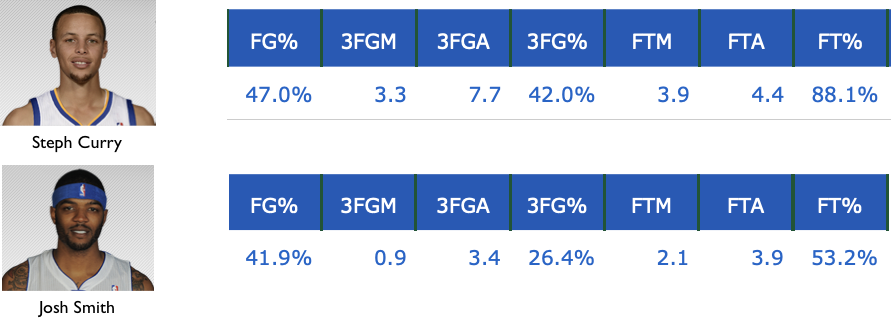 FG% 3FGM 3FGA 3FG% FTM FTA FT%
47.0% 3.3 7.7 42.0% 3.9 4.4 88.1%
Steph Curry
FG% 3FGM 3FGA 3FG% FTM FTA FT%
41.9% 0.9 3.4 26.4% 2.1 3.9 53.2%
Josh Smith